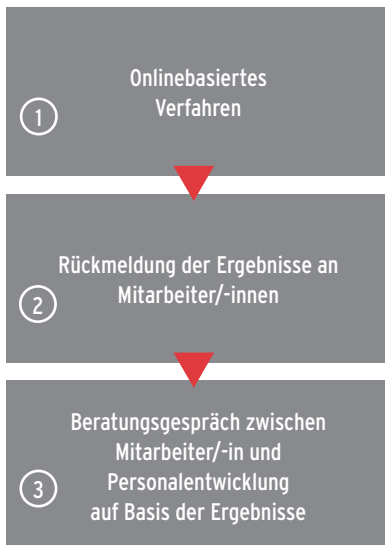 Onlinebasiertes
Verfahren
1
Rückmeldung der Ergebnisse an
Mitarbeiter/-innen
2
Beratungsgespräch zwischen
Mitarbeiter/-in und
Personalentwicklung
auf Basis der Ergebnisse
3